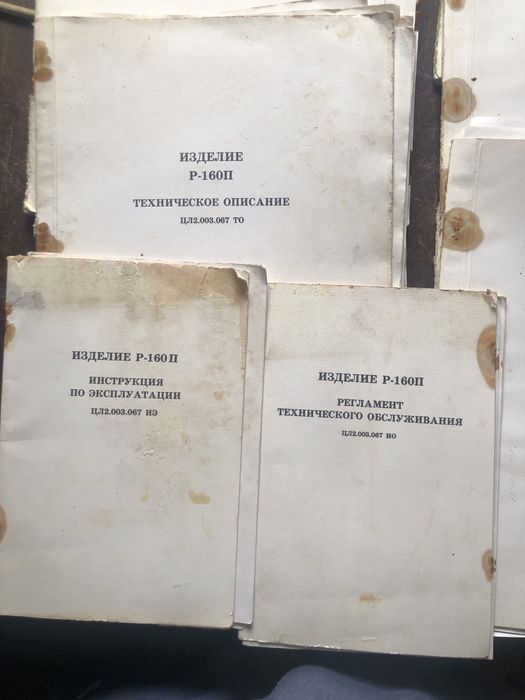 ИЗДЕЛИЕ
Р-160П
ТЕХНИЧЕСКОЕ ОПИСАНИЕ
ЦЛ2.003.067 ТО
ИЗДЕЛИЕ Р-160 П
ИНСТРУКЦИЯ
ПО ЭКСПЛУАТАЦИИ
ЦЛ2.003.067 ИЭ
ИЗДЕЛИЕ Р-160П
РЕГЛАМЕНТ
ТЕХНИЧЕСКОГО ОБСЛУЖИВАНИЯ
ЦЛ2.003.067 ИО